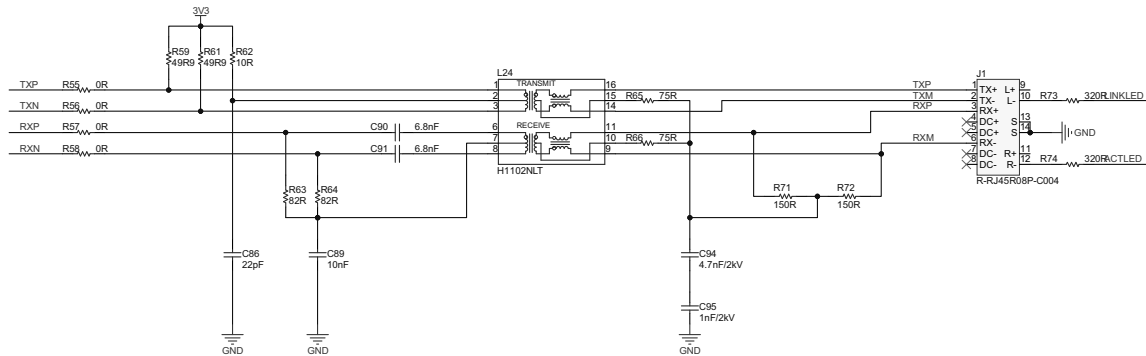 3V3
R59
49R9
R61
49R9
R62
10R
L24
J1
TXP R55 0R
1 TRANSMIT 16
TXP
1 TX+ L+ 9
2 15 R65 75R
TXM
2 TX- L- 10 R73 320R LINKLED
TXN R56 0R
3 14
RXP
3 RX+
4 DC+ S 13
5 DC+ S 14
GND
RXP R57 0R
C90 6.8nF
6 RECEIVE 11
RXM
6 RX-
7 10 R66 75R
7 DC- R+ 11
RXN R58 0R
C91 6.8nF
8 9
8 DC- R- 12 R74 320R ACTLED
H1102NLT
R-RJ45R08P-C004
R63
82R
R64
82R
R71
150R
R72
150R
C86
22pF
C89
10nF
C94
4.7nF/2kV
C95
1nF/2kV
GND
GND
GND